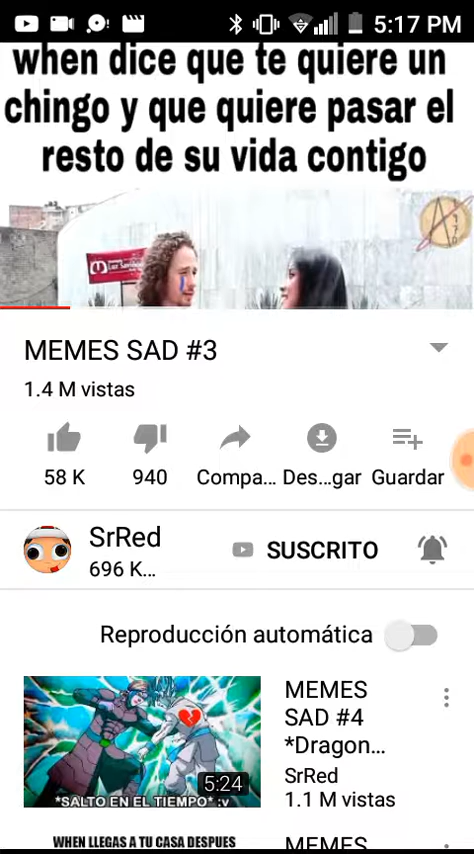 5:17 PM
when dice que te quiere un
chingo y que quiere pasar el
resto de su vida contigo
MEMES SAD #3
1.4 M vistas
58 K
940
Compa...
Des...gar
Guardar
SrRed
696 K...
SUSCRITO
Reproducción automática
MEMES
SAD #4
*Dragon...
SrRed
1.1 M vistas
5:24
*SALTO EN EL TIEMPO* :v
WHEN LLEGAS A TU CASA DESPUES
MEMES